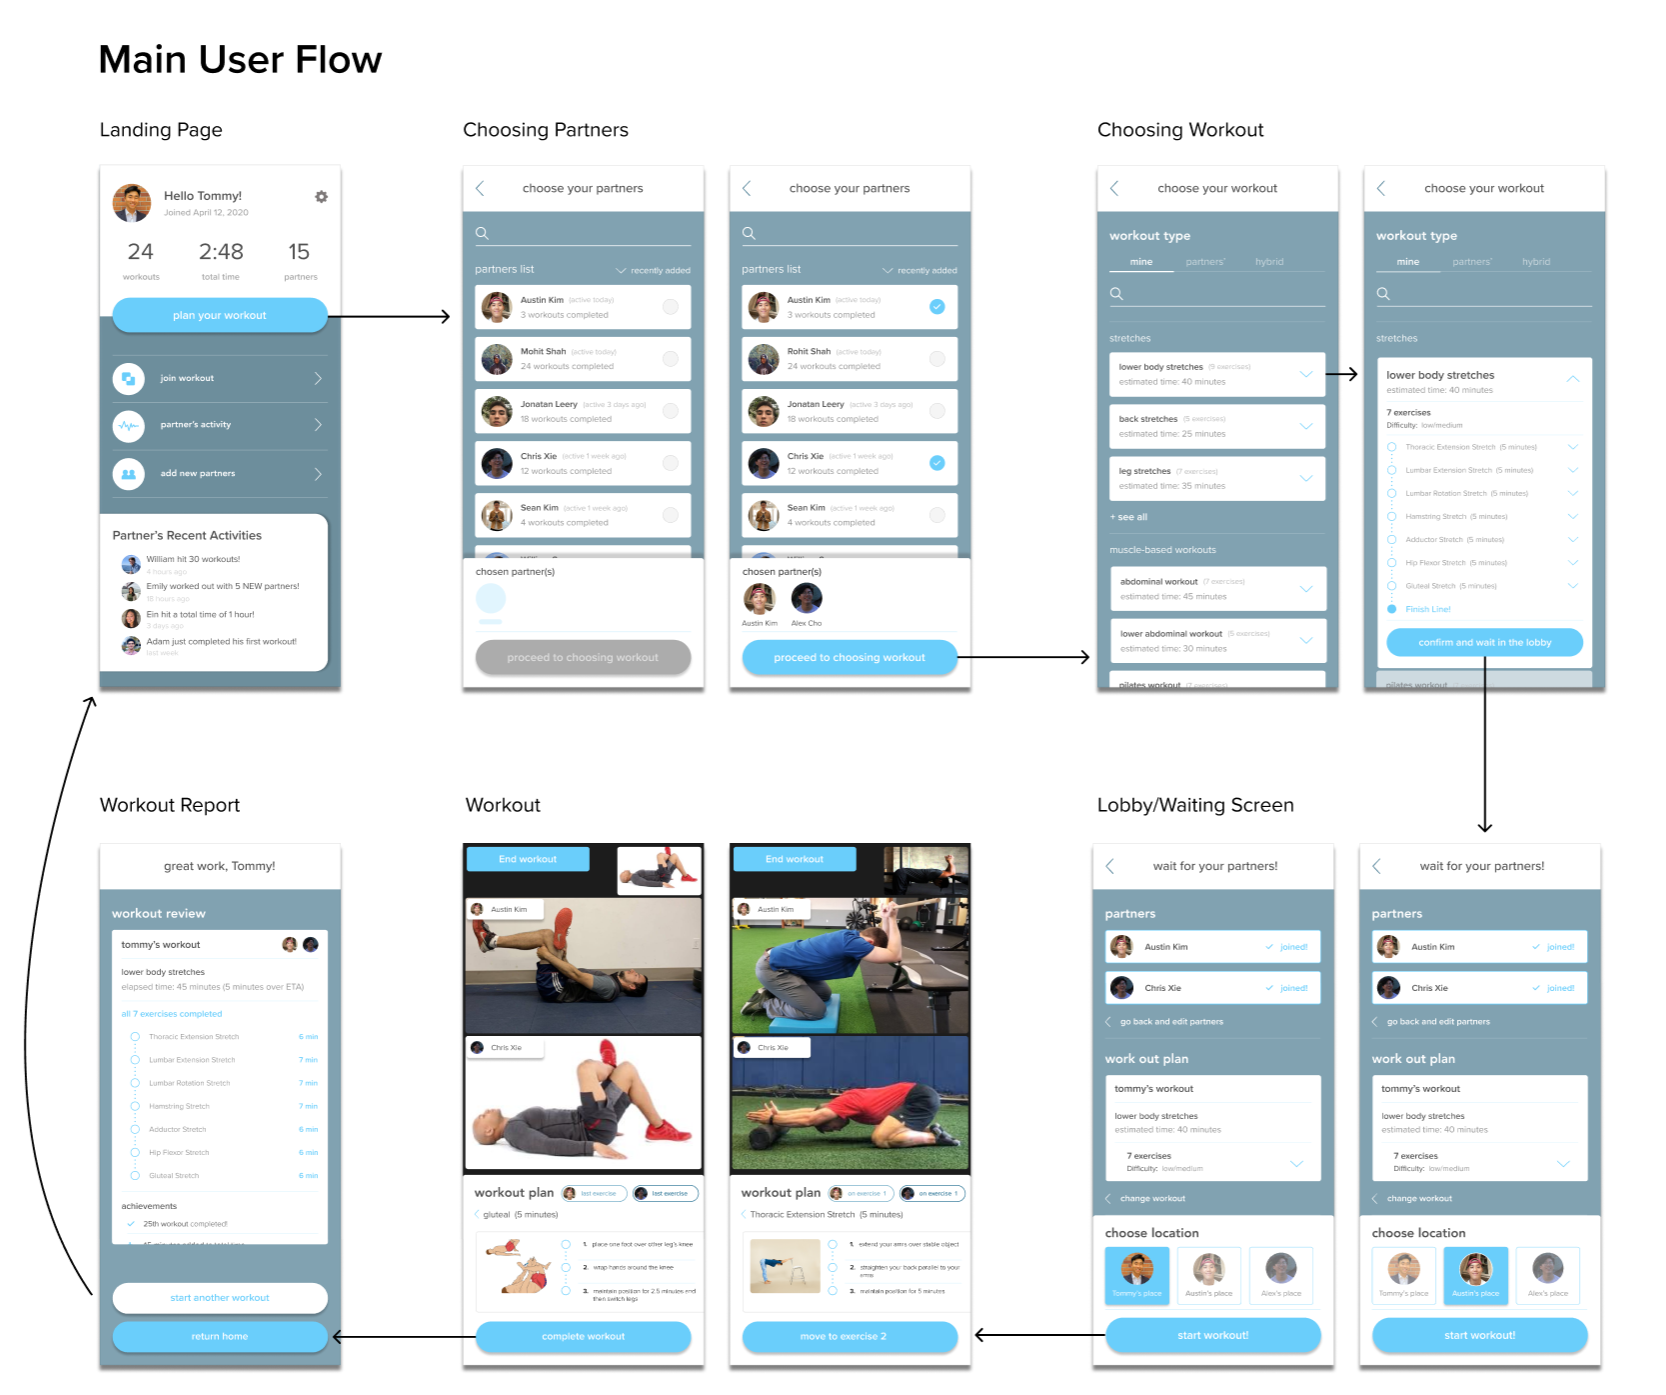 Main User Flow
Landing Page
Hello Tommy!
Joined April 12, 2020
24
2:48
15
workouts
total time
partners
plan your workout
join workout
partner's activity
add new partners
Partner's Recent Activities
William hit 30 workouts!
4 hours ago
Emily worked out with 5 NEW partners!
18 hours ago
Ein hit a total time of 1 hour!
3 days ago
Adam just completed his first workout!
last week
Choosing Partners
choose your partners
partners list
recently added
Austin Kim (active today)
3 workouts completed
Mohit Shah (active today)
24 workouts completed
Jonatan Leery (active 3 days ago)
18 workouts completed
Chris Xie (active 1 week ago)
12 workouts completed
Sean Kim (active 1 week ago)
4 workouts completed
chosen partner(s)
proceed to choosing workout
choose your partners
partners list
recently added
Austin Kim (active today)
3 workouts completed
Rohit Shah (active today)
24 workouts completed
Jonatan Leery (active 3 days ago)
18 workouts completed
Chris Xie (active 1 week ago)
12 workouts completed
Sean Kim (active 1 week ago)
4 workouts completed
chosen partner(s)
Austin Kim
Alex Cho
proceed to choosing workout
Choosing Workout
choose your workout
workout type
mine
partners'
hybrid
stretches
lower body stretches (9 exercises)
estimated time: 40 minutes
back stretches (5 exercises)
estimated time: 25 minutes
leg stretches (7 exercises)
estimated time: 35 minutes
+ see all
muscle-based workouts
abdominal workout (7 exercises)
estimated time: 45 minutes
lower abdominal workout (5 exercises)
estimated time: 30 minutes
pilates workout (7 exercises)
choose your workout
workout type
mine
partners'
hybrid
stretches
lower body stretches
estimated time: 40 minutes
7 exercises
Difficulty: low/medium
Thoracic Extension Stretch (5 minutes)
Lumbar Extension Stretch (5 minutes)
Lumbar Rotation Stretch (5 minutes)
Hamstring Stretch (5 minutes)
Adductor Stretch (5 minutes)
Hip Flexor Stretch (5 minutes)
Gluteal Stretch (5 minutes)
Finish Line!
confirm and wait in the lobby
pilates workout
Workout Report
great work, Tommy!
workout review
tommy's workout
lower body stretches
elapsed time: 45 minutes (5 minutes over ETA)
all 7 exercises completed
Thoracic Extension Stretch 6 min
Lumbar Extension Stretch 7 min
Lumbar Rotation Stretch 7 min
Hamstring Stretch 7 min
Adductor Stretch 6 min
Hip Flexor Stretch 6 min
Gluteal Stretch 6 min
achievements
25th workout completed!
start another workout
return home
Workout
End workout
Austin Kim
Chris Xie
workout plan
last exercise
last exercise
gluteal (5 minutes)
1. place one foot over other leg's knee
2. wrap hands around the knee
3. maintain position for 2.5 minutes and
then switch legs
complete workout
End workout
Austin Kim
Chris Xie
workout plan
on exercise 1
on exercise 1
Thoracic Extension Stretch (5 minutes)
1. extend your arms over stable object
2. straighten your back parallel to your
arms
3. maintain position for 5 minutes
move to exercise 2
Lobby/Waiting Screen
wait for your partners!
partners
Austin Kim
joined!
Chris Xie
joined!
go back and edit partners
work out plan
tommy's workout
lower body stretches
estimated time: 40 minutes
7 exercises
Difficulty: low/medium
change workout
choose location
Tommy's place
Austin's place
Alex's place
start workout!
wait for your partners!
partners
Austin Kim
joined!
Chris Xie
joined!
go back and edit partners
work out plan
tommy's workout
lower body stretches
estimated time: 40 minutes
7 exercises
Difficulty: low/medium
change workout
choose location
Tommy's place
Austin's place
Alex's place
start workout!